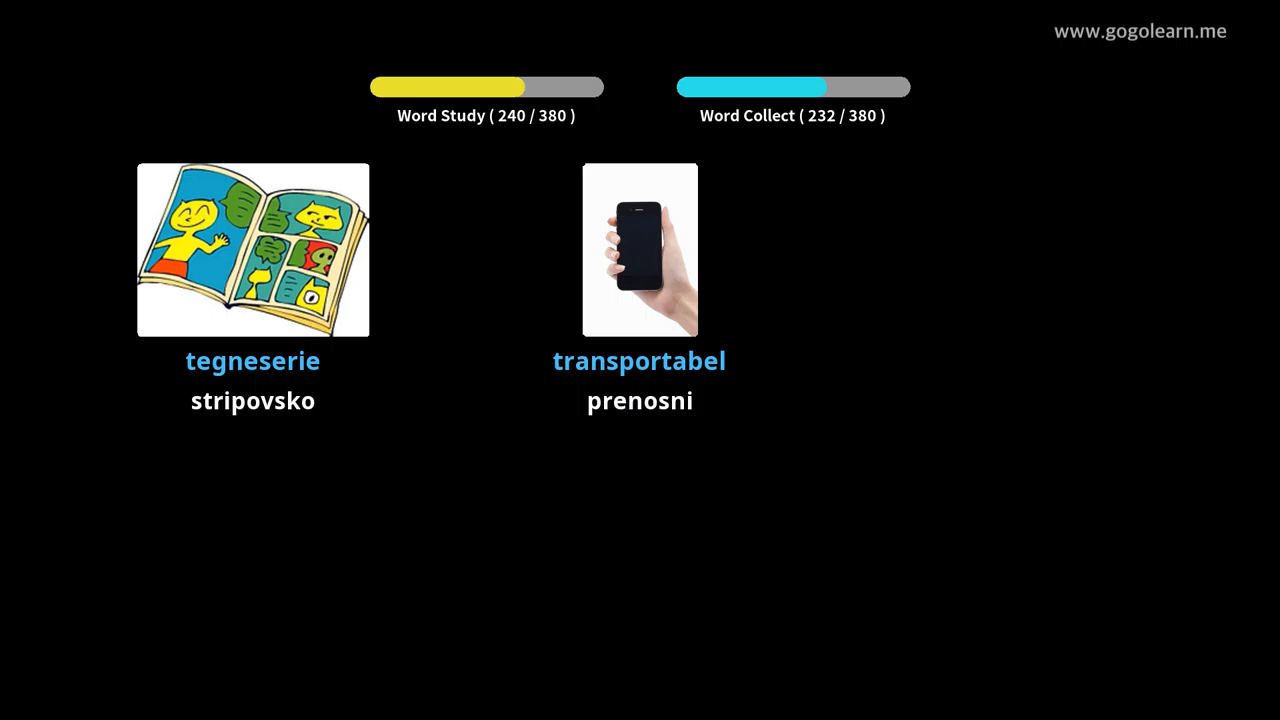 www.gogolearn.me
Word Study ( 240 / 380 )
Word Collect ( 232 / 380 )
tegneserie
stripovsko
transportabel
prenosni